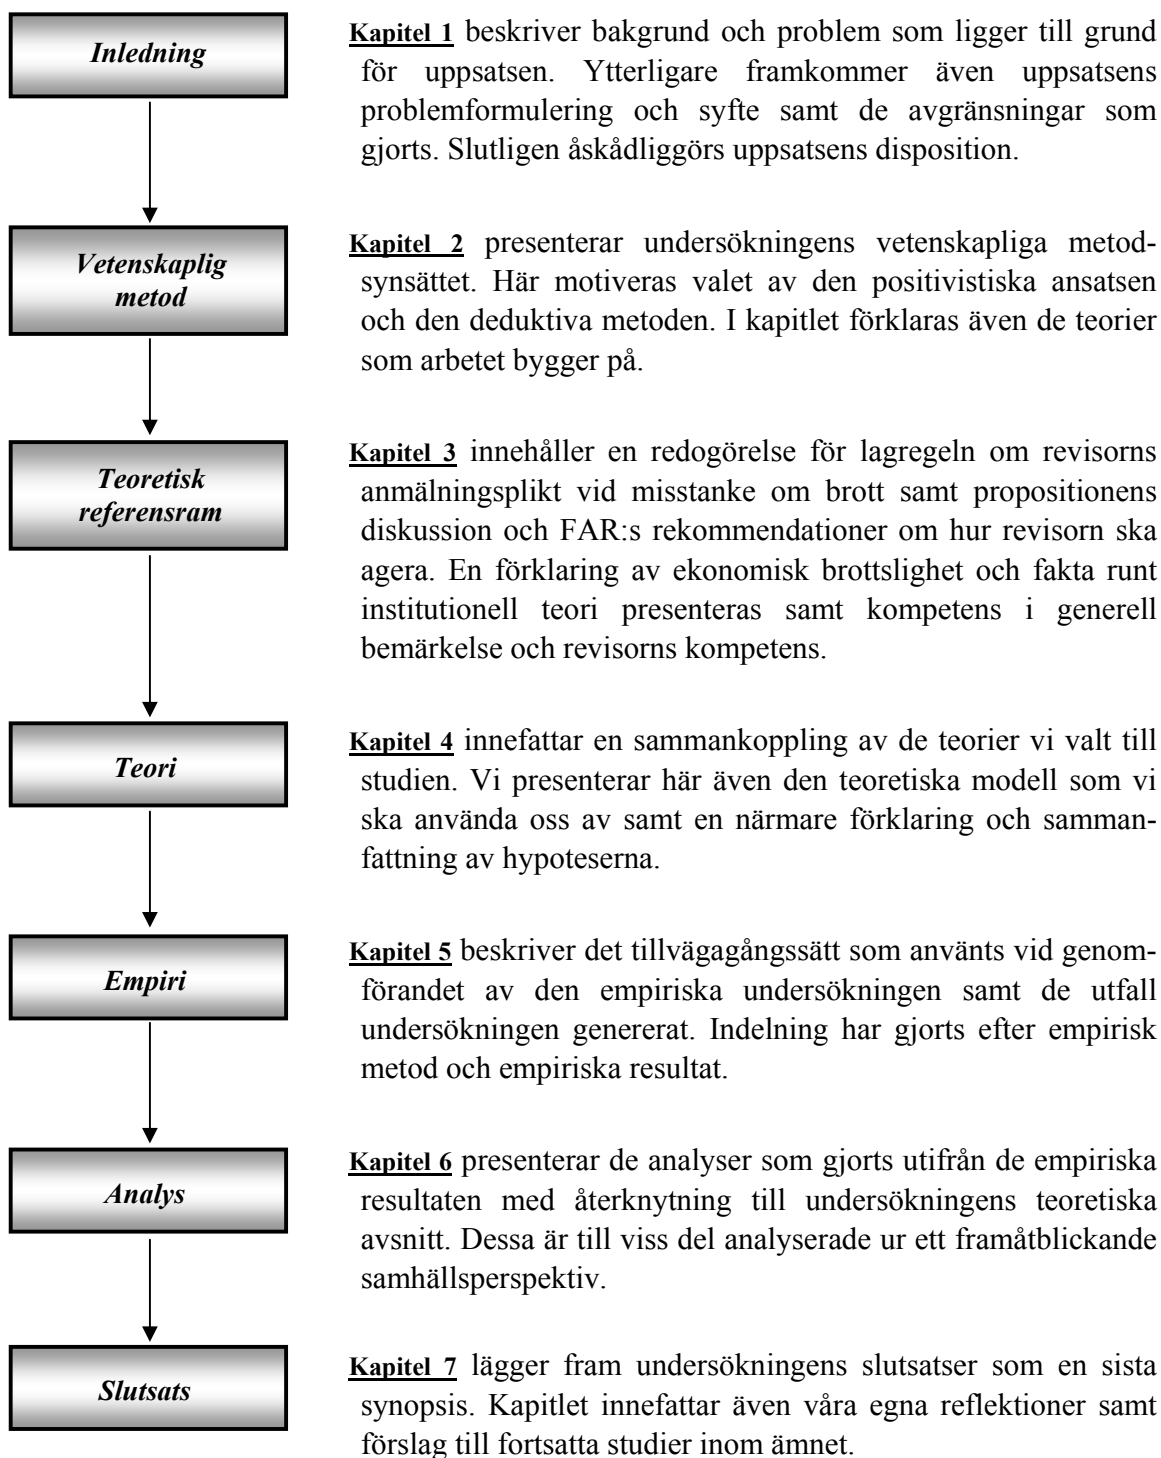 Inledning
Kapitel 1 beskriver bakgrund och problem som ligger till grund
för uppsatsen. Ytterligare framkommer även uppsatsens
problemformulering och syfte samt de avgränsningar som
gjorts. Slutligen åskådliggörs uppsatsens disposition.
Vetenskaplig
metod
Kapitel 2 presenterar undersökningens vetenskapliga metod-
synsättet. Här motiveras valet av den positivistiska ansatsen
och den deduktiva metoden. I kapitlet förklaras även de teorier
som arbetet bygger på.
Teoretisk
referensram
Kapitel 3 innehåller en redogörelse för lagregeln om revisorns
anmälningsplikt vid misstanke om brott samt propositionens
diskussion och FAR:s rekommendationer om hur revisorn ska
agera. En förklaring av ekonomisk brottslighet och fakta runt
institutionell teori presenteras samt kompetens i generell
bemärkelse och revisorns kompetens.
Teori
Kapitel 4 innefattar en sammankoppling av de teorier vi valt till
studien. Vi presenterar här även den teoretiska modell som vi
ska använda oss av samt en närmare förklaring och samman-
fattning av hypoteserna.
Empiri
Kapitel 5 beskriver det tillvägagångssätt som använts vid genom-
förandet av den empiriska undersökningen samt de utfall
undersökningen genererat. Indelning har gjorts efter empirisk
metod och empiriska resultat.
Analys
Kapitel 6 presenterar de analyser som gjorts utifrån de empiriska
resultaten med återknytning till undersökningens teoretiska
avsnitt. Dessa är till viss del analyserade ur ett framåtblickande
samhällsperspektiv.
Slutsats
Kapitel 7 lägger fram undersökningens slutsatser som en sista
synopsis. Kapitlet innefattar även våra egna reflektioner samt
förslag till fortsatta studier inom ämnet.